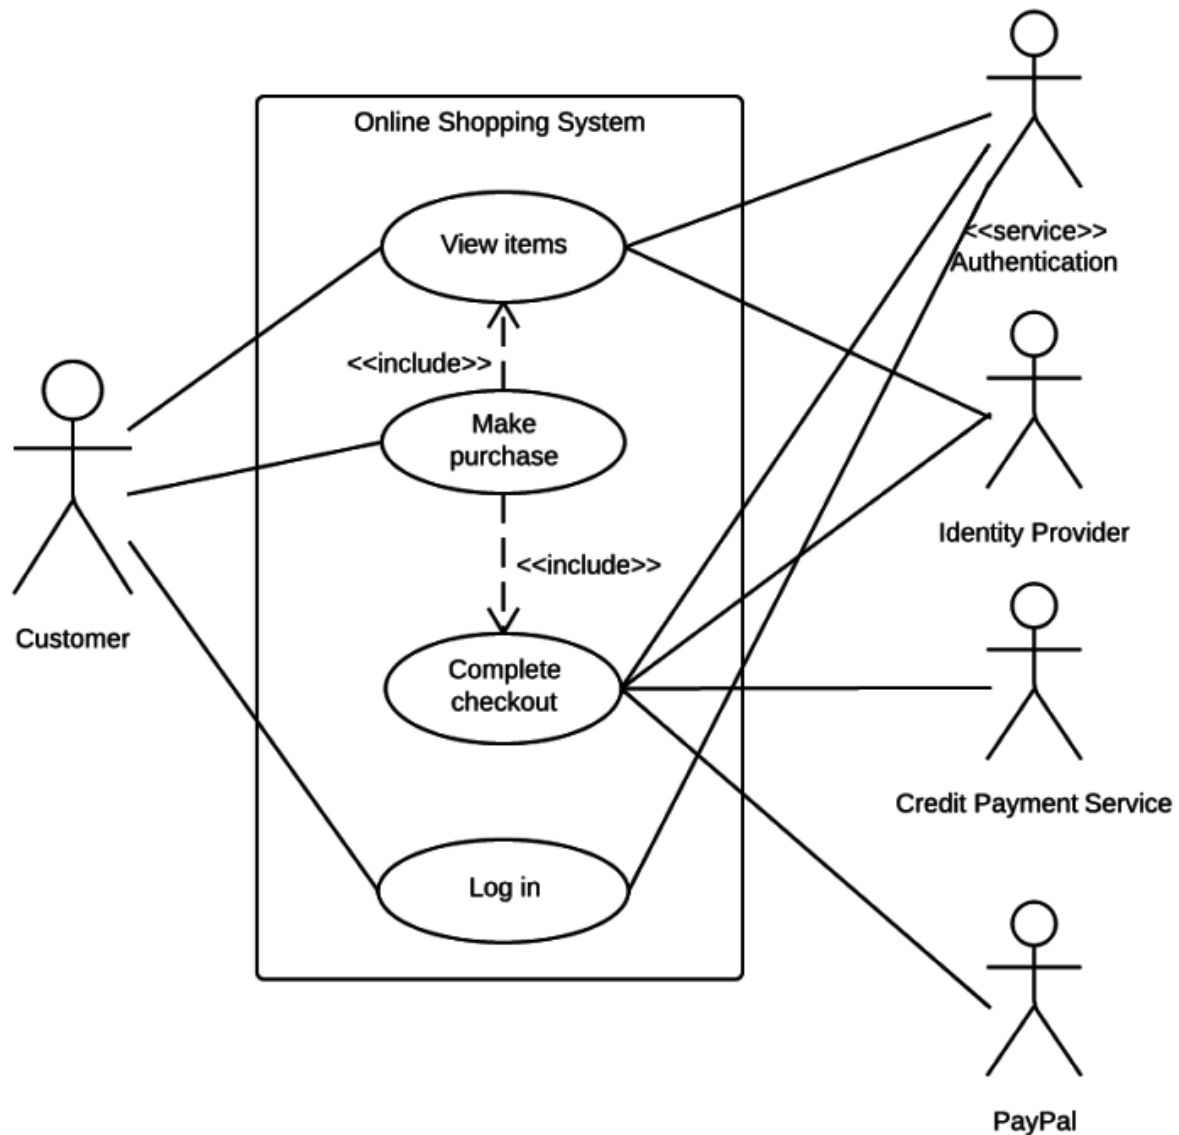 Online Shopping System
View items
<<include>>
Make
purchase
<<include>>
Complete
checkout
Log in
Customer
<<service>>
Authentication
Identity Provider
Credit Payment Service
PayPal